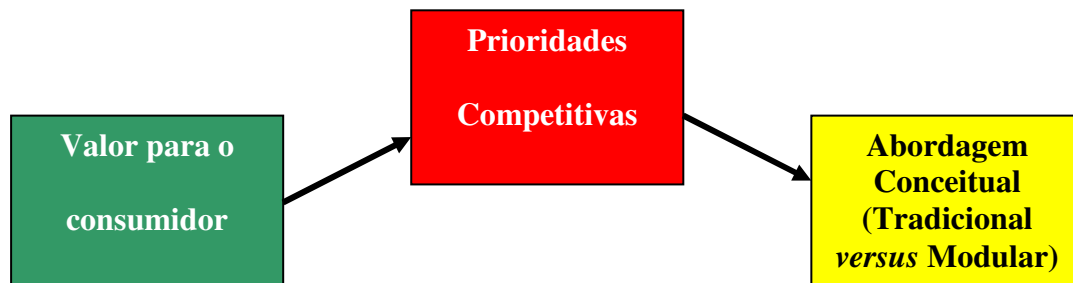 Valor para o
consumidor
Prioridades
Competitivas
Abordagem
Conceitual
(Tradicional
versus Modular)